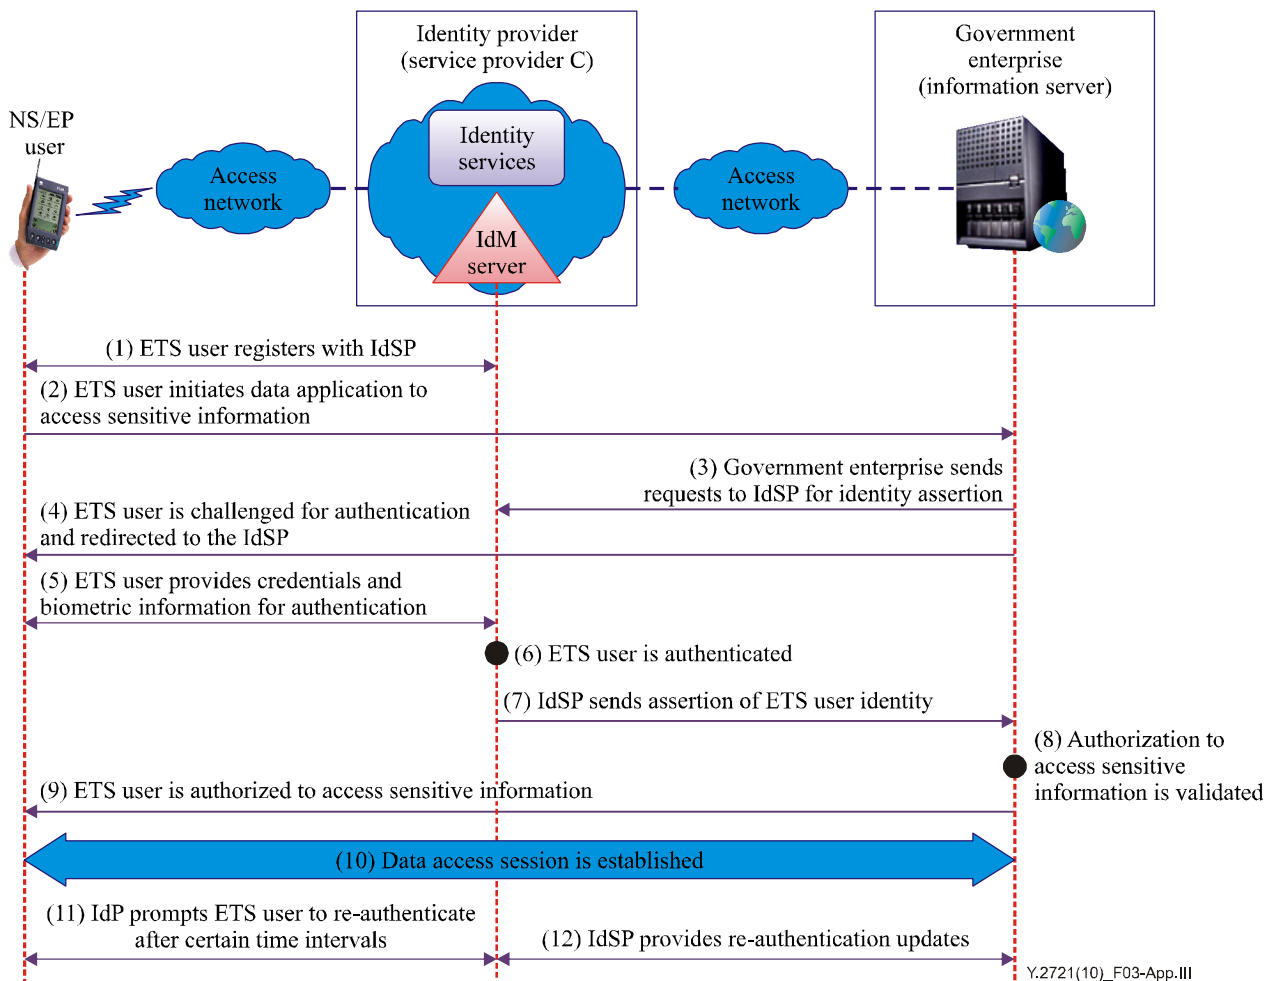 Identity provider
(service provider C)
Government
enterprise
(information server)
NS/EP
user
Identity
services
Access
network
Access
network
IdM
server
(1) ETS user registers with IdSP
(2) ETS user initiates data application to
access sensitive information
(3) Government enterprise sends
requests to IdSP for identity assertion
(4) ETS user is challenged for authentication
and redirected to the IdSP
(5) ETS user provides credentials and
biometric information for authentication
(6) ETS user is authenticated
(7) IdSP sends assertion of ETS user identity
(8) Authorization to
access sensitive
information is validated
(9) ETS user is authorized to access sensitive information
(10) Data access session is established
(11) IdP prompts ETS user to re-authenticate
after certain time intervals
(12) IdSP provides re-authentication updates
Y.2721(10)_F03-App.III